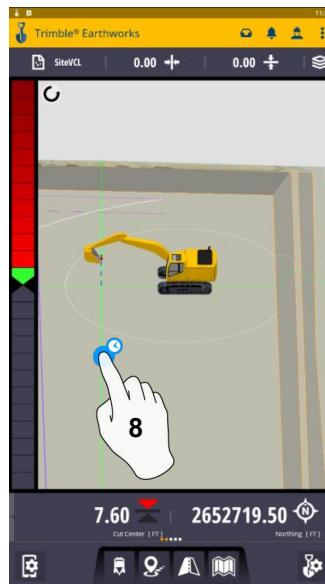 Trimble® Earthworks
SiteVCL 0.00 0.00
8
7.60 2652719.50 N
Cut Center [FT] Northing [FT]